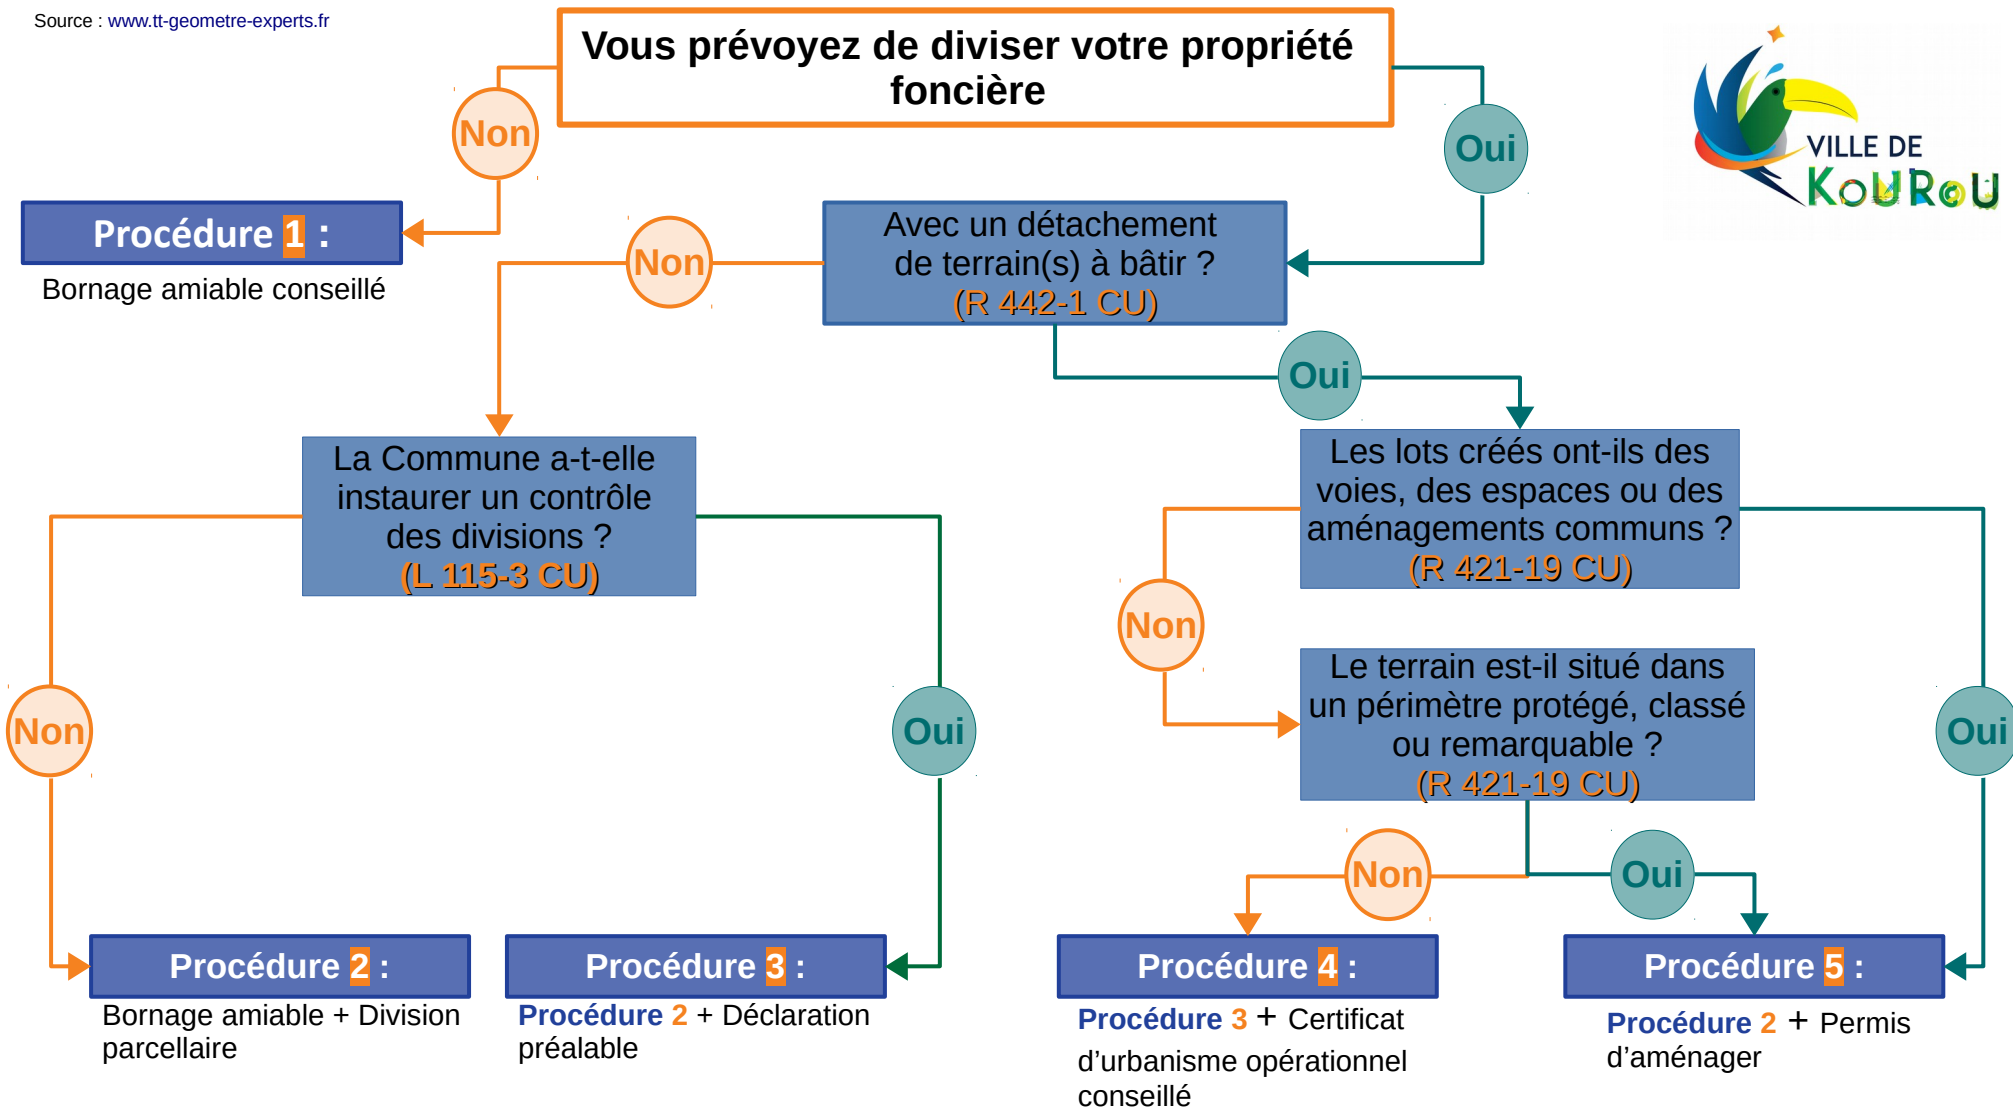 Source : www.tt-geometre-experts.fr
Vous prévoyez de diviser votre propriété
foncière
VILLE DE
KOUROU
Non
Oui
Procédure 1 :
Bornage amiable conseillé
Non
Avec un détachement
de terrain(s) à bâtir ?
(R 442-1 CU)
Oui
La Commune a-t-elle
instaurer un contrôle
des divisions ?
(L 115-3 CU)
Les lots créés ont-ils des
voies, des espaces ou des
aménagements communs ?
(R 421-19 CU)
Non
Le terrain est-il situé dans
un périmètre protégé, classé
ou remarquable ?
(R 421-19 CU)
Non
Oui
Oui
Non
Oui
Procédure 2 :
Bornage amiable + Division
parcellaire
Procédure 3 :
Procédure 2 + Déclaration
préalable
Procédure 4 :
Procédure 3 + Certificat
d’urbanisme opérationnel
conseillé
Procédure 5 :
Procédure 2 + Permis
d’aménager